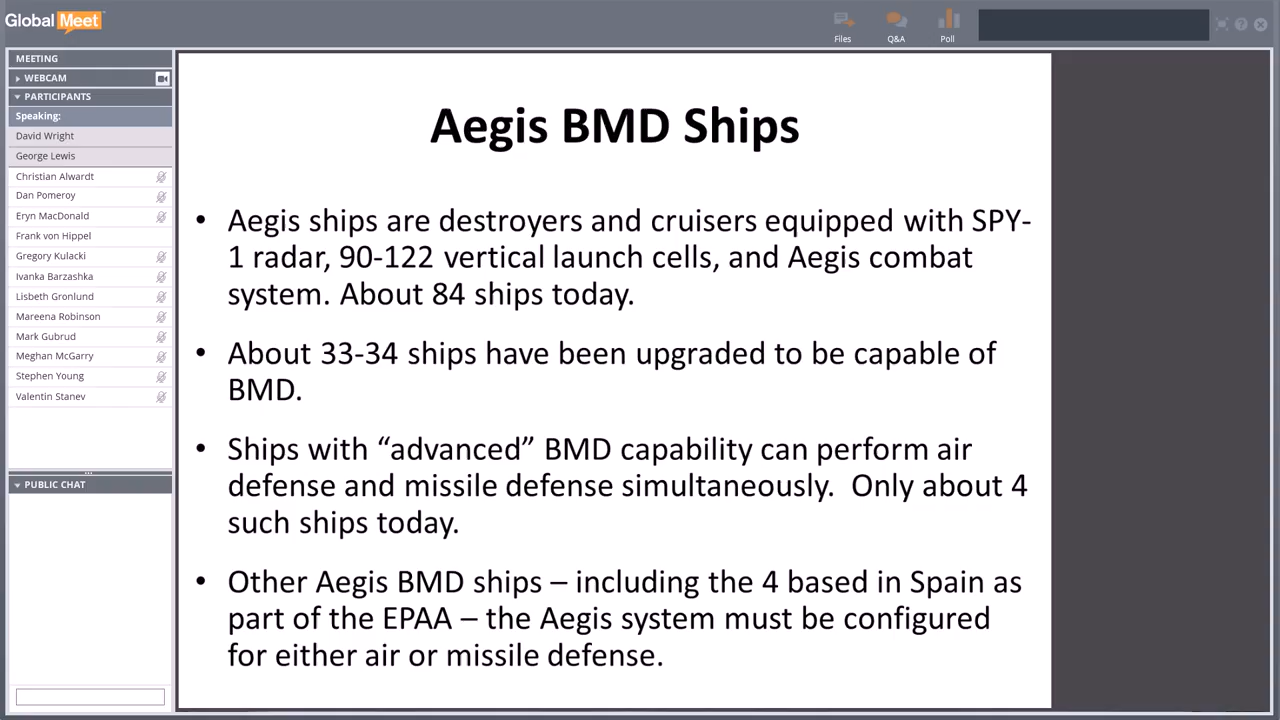 Global Meet
Files
Q&A
Poll
MEETING
WEBCAM
PARTICIPANTS
Speaking:
David Wright
George Lewis
Christian Alwardt
Dan Pomeroy
Eryn MacDonald
Frank von Hippel
Gregory Kulacki
Ivanka Barzashka
Lisbeth Gronlund
Mareena Robinson
Mark Gubrud
Meghan McGarry
Stephen Young
Valentin Stanev
PUBLIC CHAT
Aegis BMD Ships
• Aegis ships are destroyers and cruisers equipped with SPY-
1 radar, 90-122 vertical launch cells, and Aegis combat
system. About 84 ships today.
• About 33-34 ships have been upgraded to be capable of
BMD.
• Ships with “advanced” BMD capability can perform air
defense and missile defense simultaneously. Only about 4
such ships today.
• Other Aegis BMD ships – including the 4 based in Spain as
part of the EPAA – the Aegis system must be configured
for either air or missile defense.